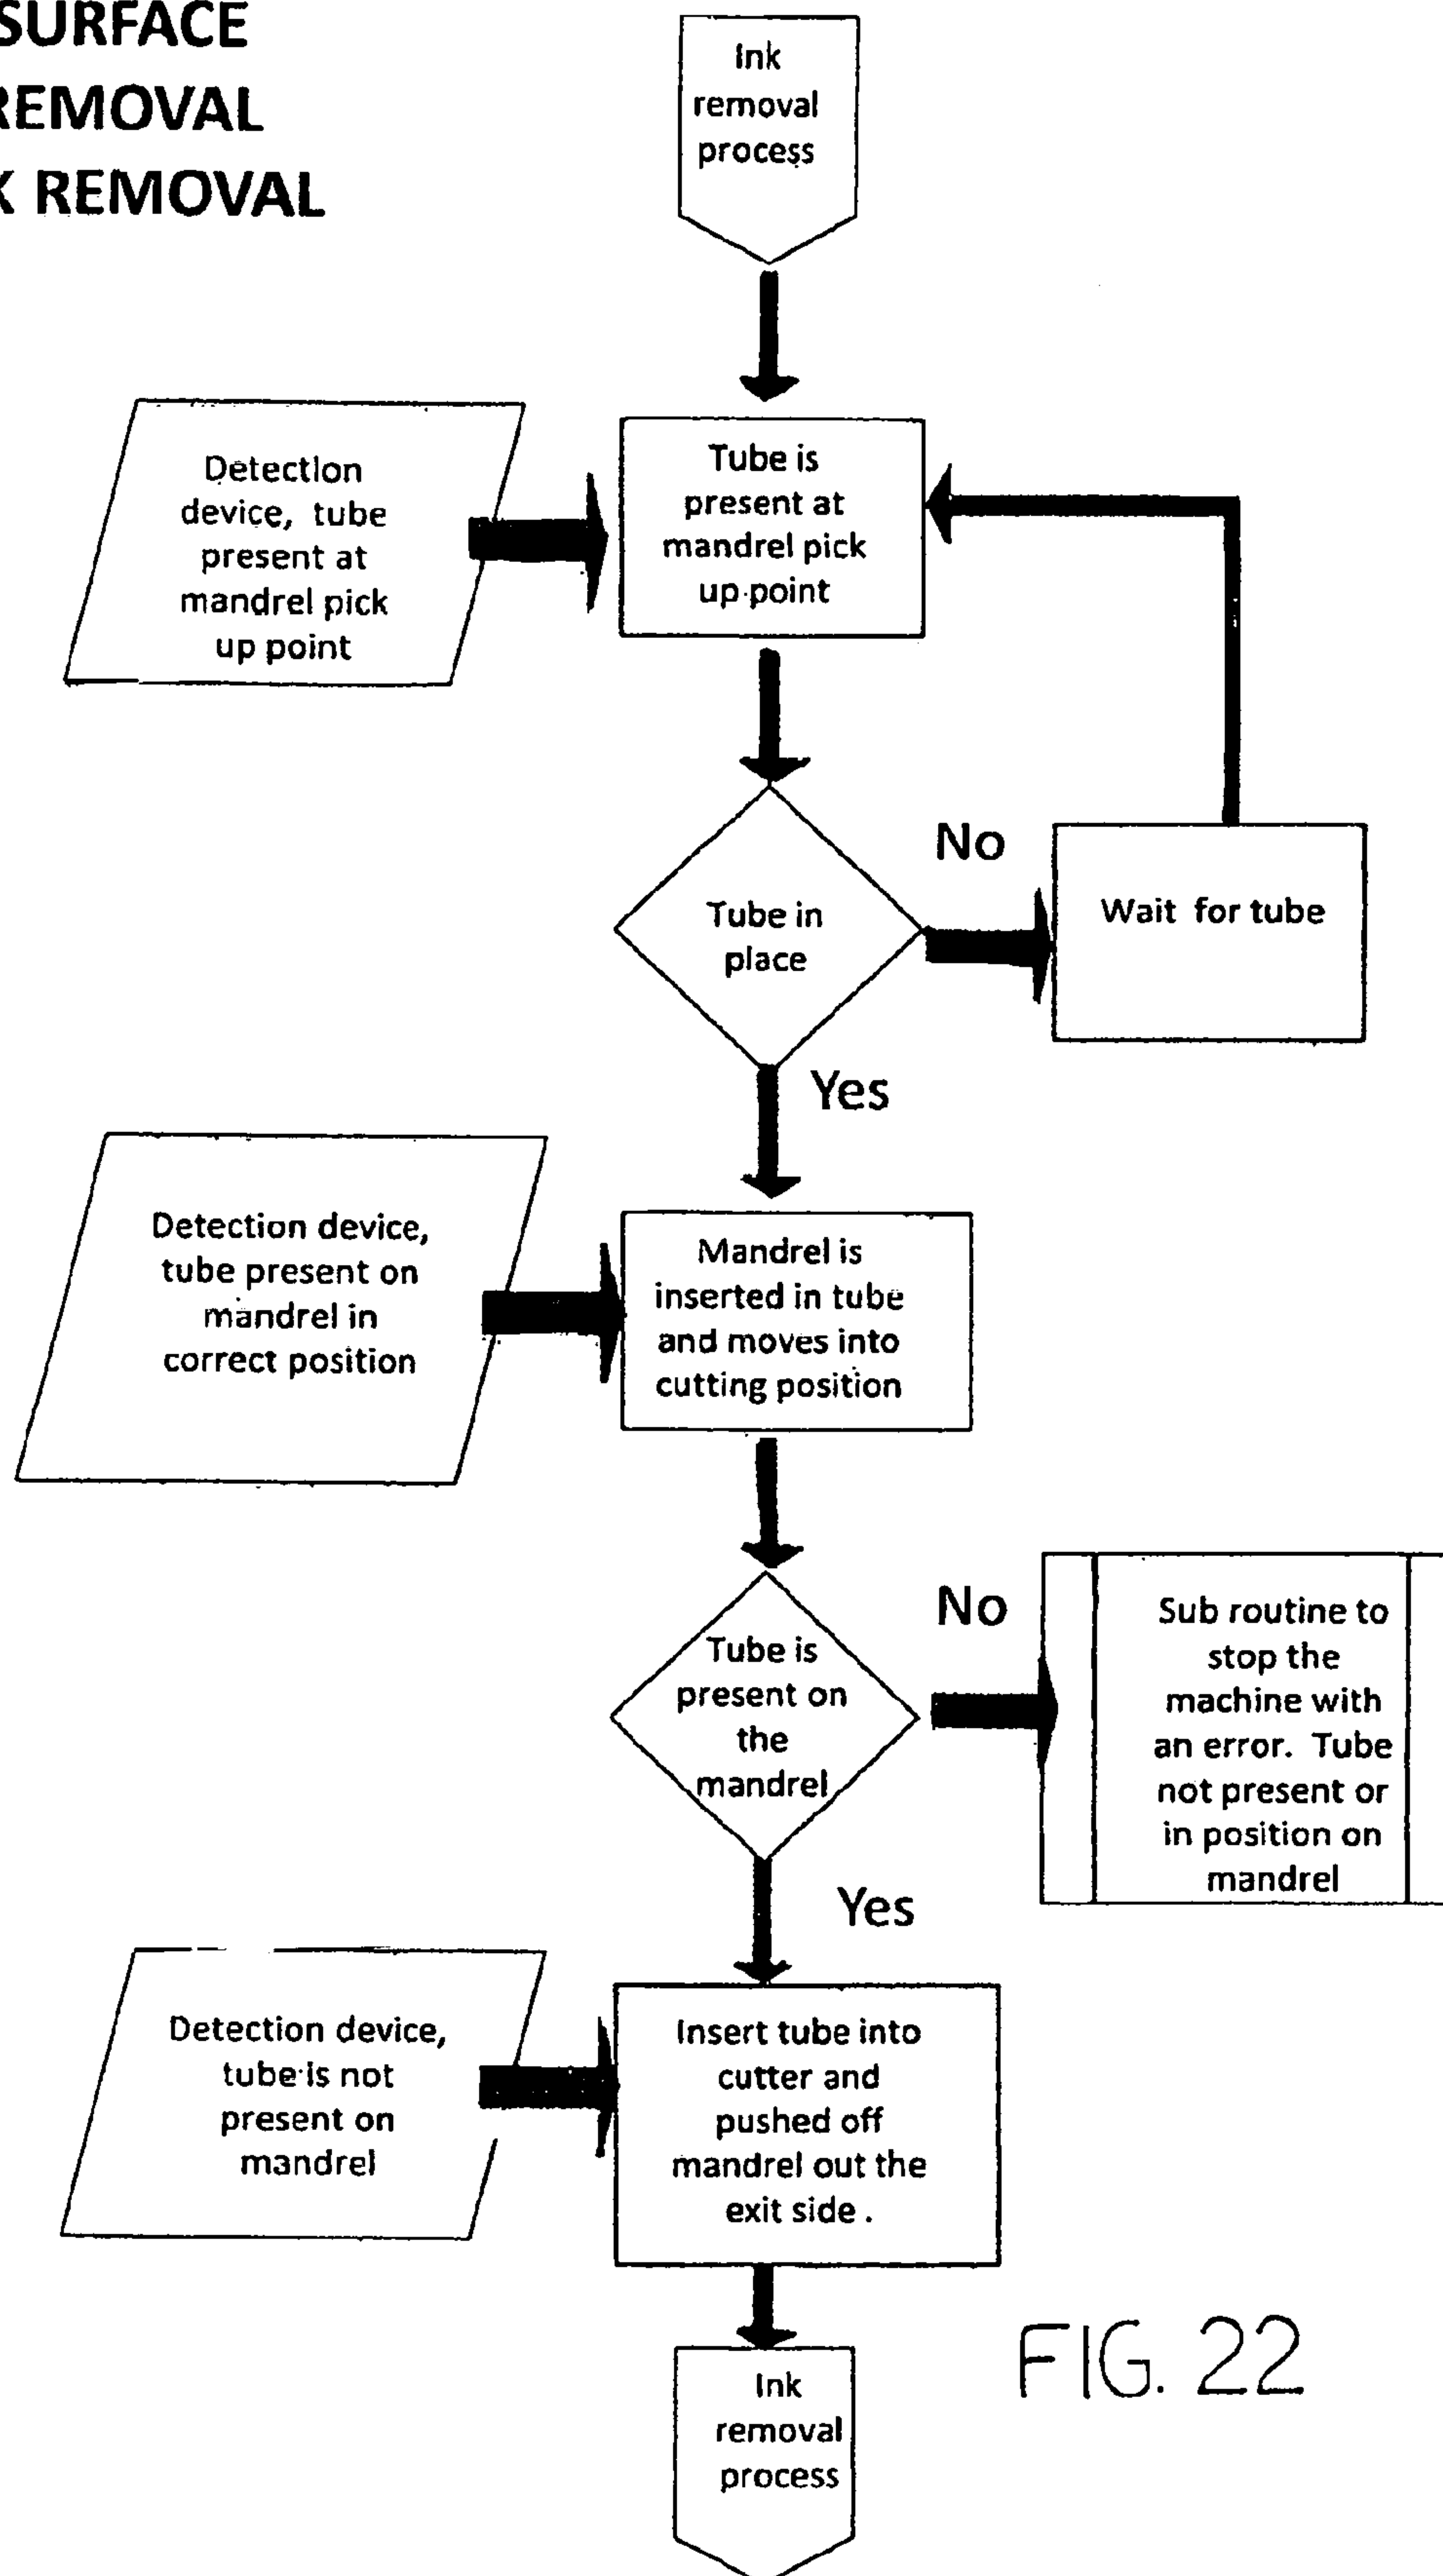 SURFACE
REMOVAL
K REMOVAL
Ink
removal
process
Detection
device, tube
present at
mandrel pick
up point
Tube is
present at
mandrel pick
up point
Tube in
place
No
Wait for tube
Yes
Detection device,
tube present on
mandrel in
correct position
Mandrel is
inserted in tube
and moves into
cutting position
Tube is
present on
the
mandrel
No
Sub routine to
stop the
machine with
an error. Tube
not present or
in position on
mandrel
Yes
Detection device,
tube is not
present on
mandrel
Insert tube into
cutter and
pushed off
mandrel out the
exit side .
Ink
removal
process
FIG. 22